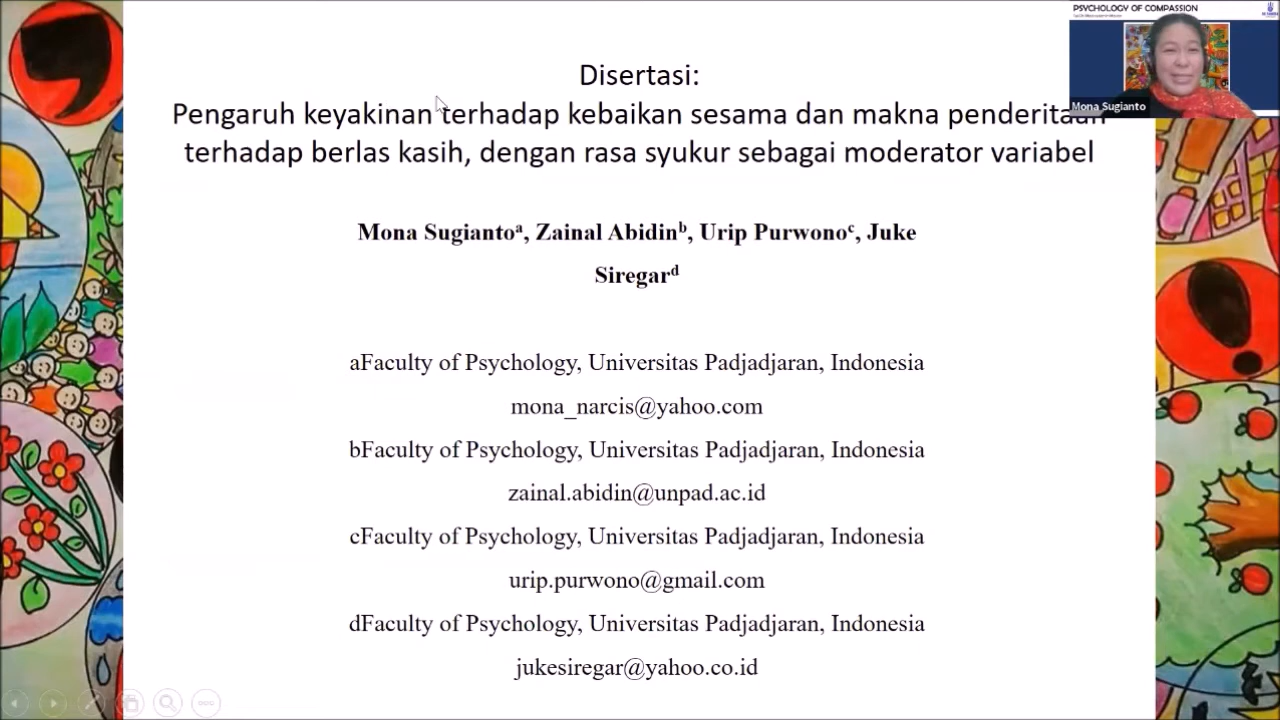 PSYCHOLOGY OF COMPASSION
Mona Sugianto
Disertasi:
Pengaruh keyakinan terhadap kebaikan sesama dan makna penderitaan
terhadap berlas kasih, dengan rasa syukur sebagai moderator variabel
Mona Sugiantoᵃ, Zainal Abidinᵇ, Urip Purwonoᶜ, Juke
Siregarᵈ
aFaculty of Psychology, Universitas Padjadjaran, Indonesia
mona_narcis@yahoo.com
bFaculty of Psychology, Universitas Padjadjaran, Indonesia
zainal.abidin@unpad.ac.id
cFaculty of Psychology, Universitas Padjadjaran, Indonesia
urip.purwono@gmail.com
dFaculty of Psychology, Universitas Padjadjaran, Indonesia
jukesiregar@yahoo.co.id